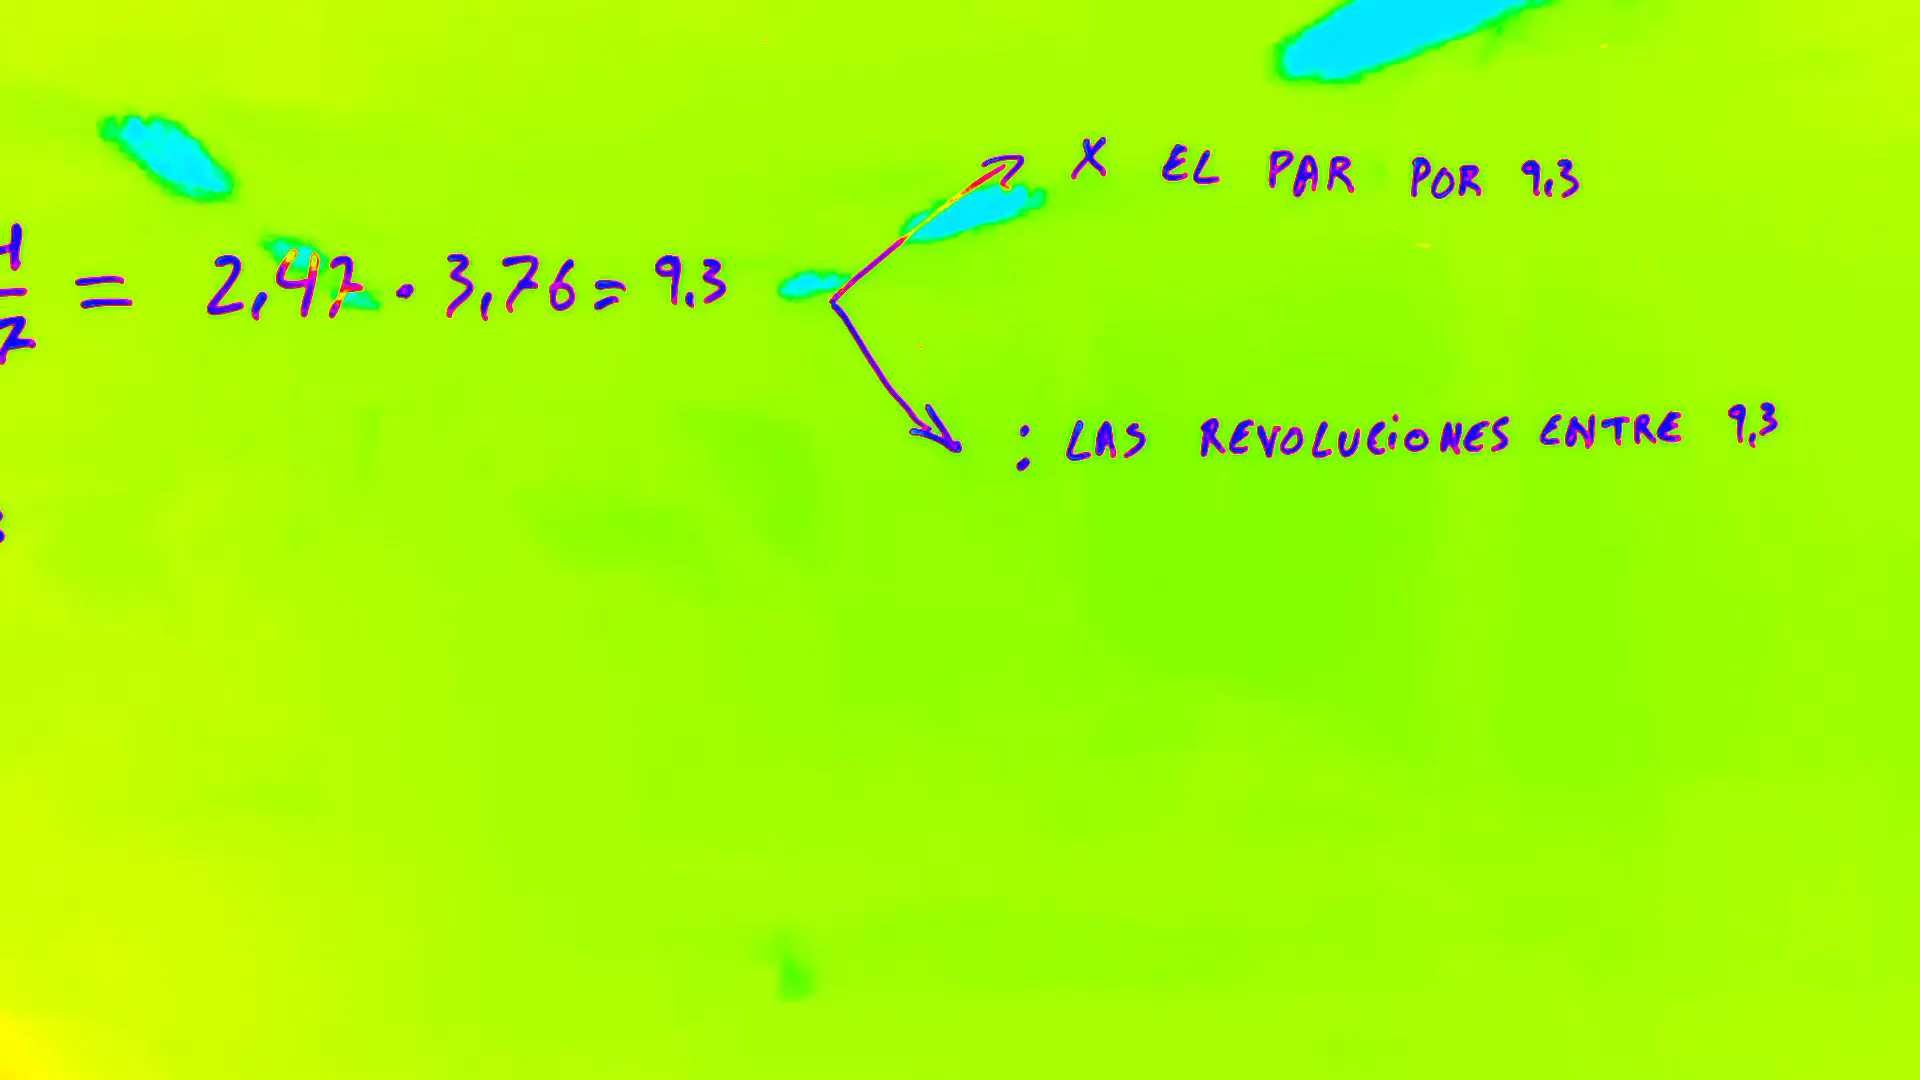 X EL PAR POR 9,3
= 2,47 · 3,76 = 9,3
: LAS REVOLUCIONES ENTRE 9,3